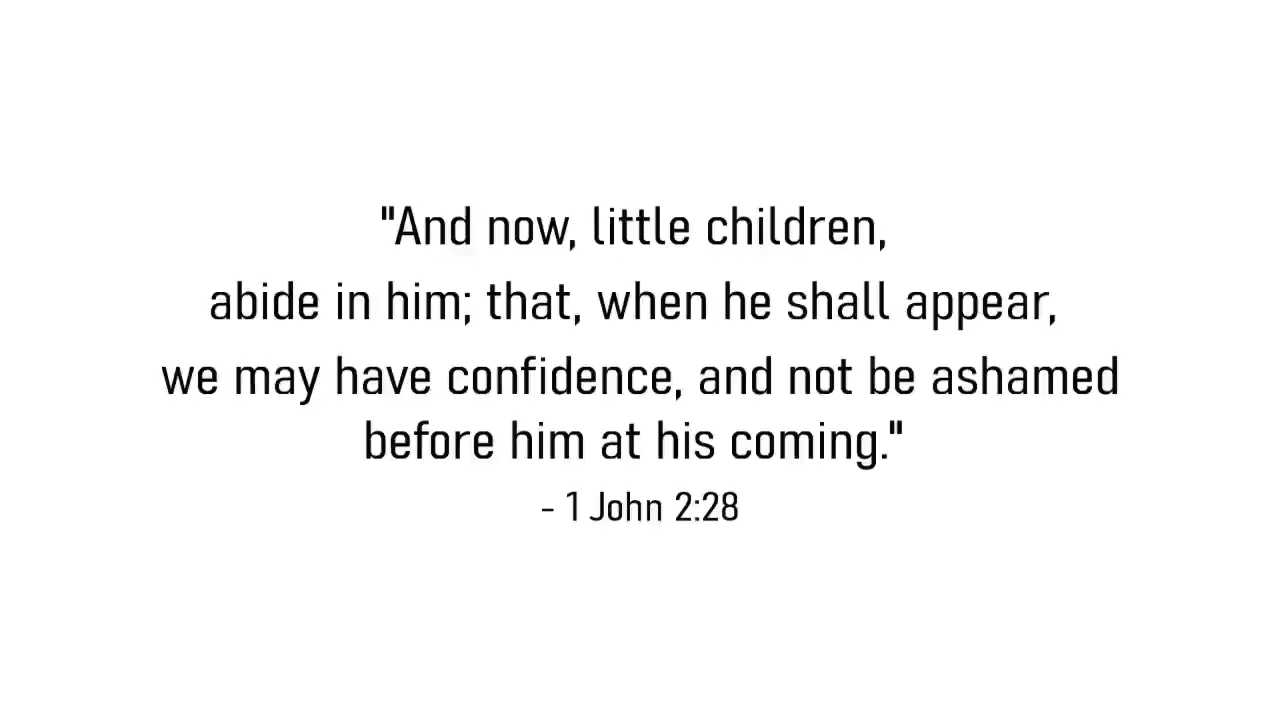 "And now, little children,
abide in him; that, when he shall appear,
we may have confidence, and not be ashamed
before him at his coming."
- 1 John 2:28